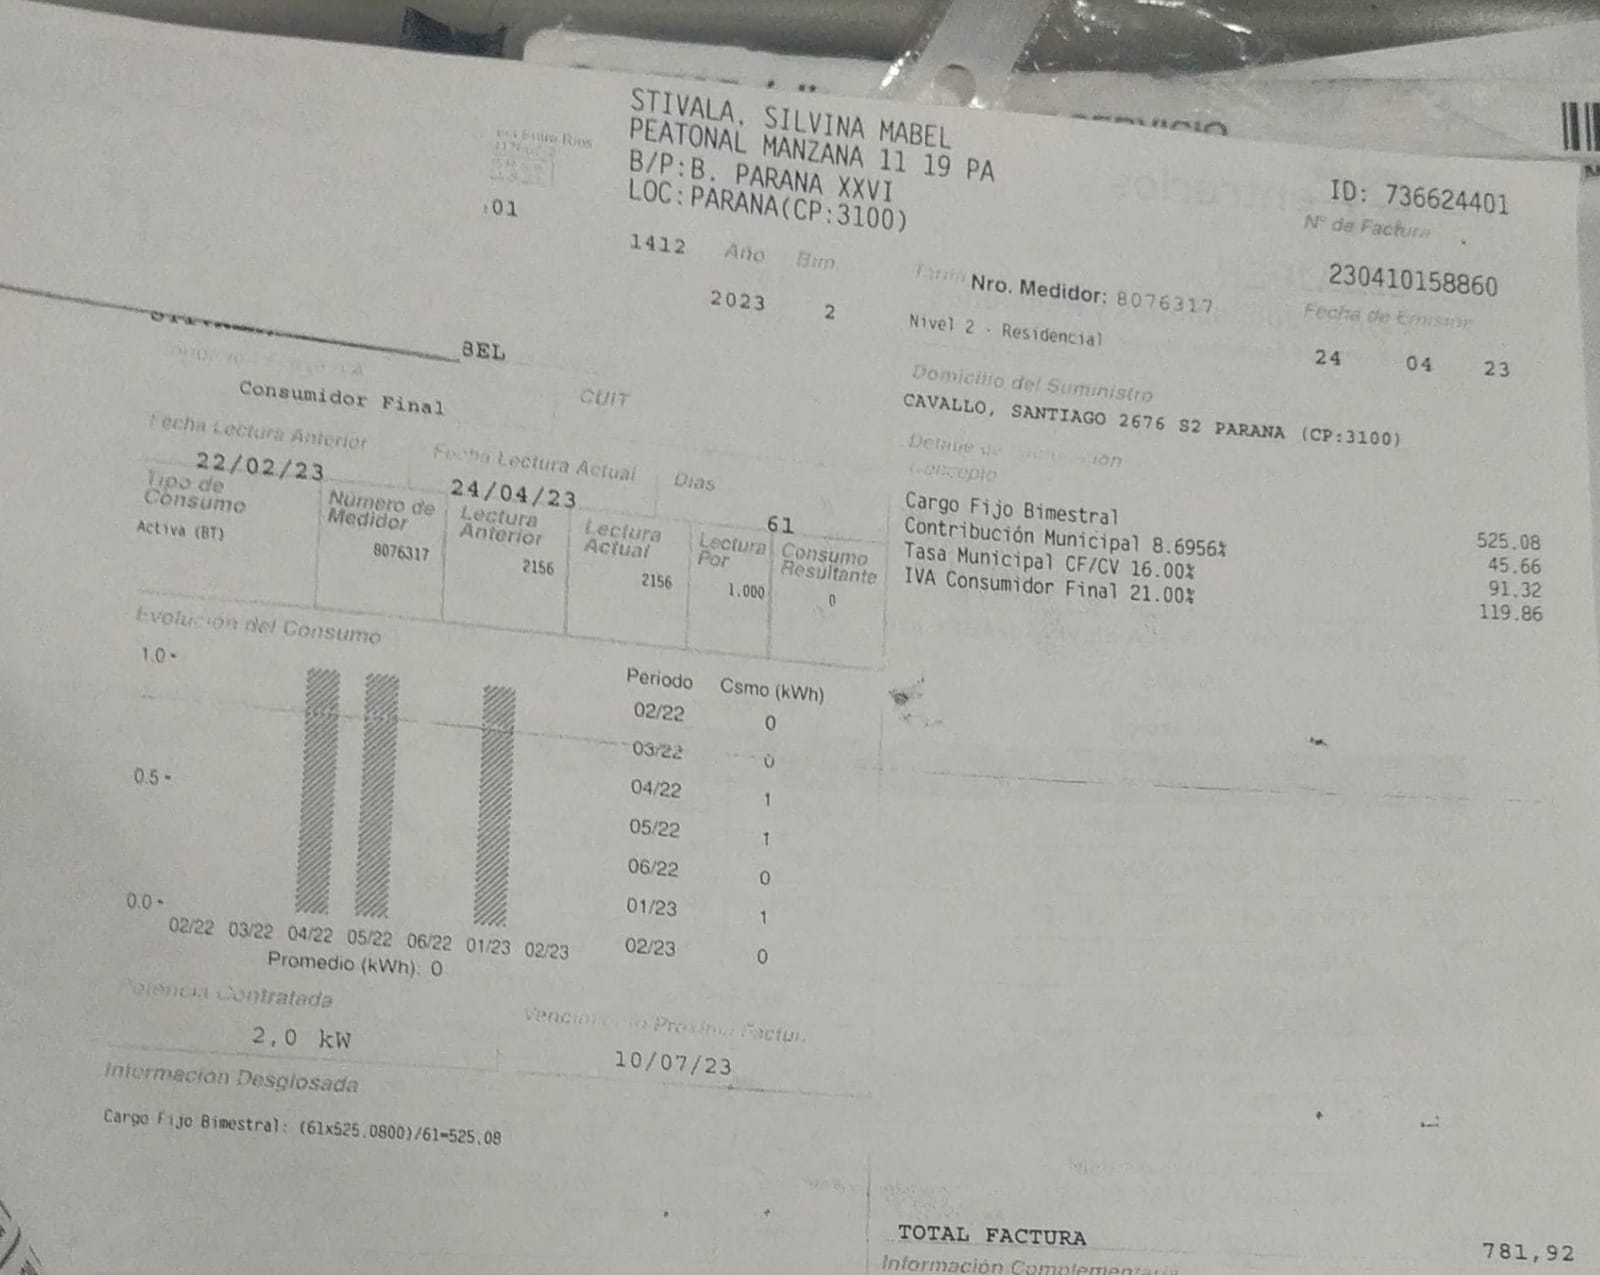 STIVALA, SILVINA MABEL
PEATONAL MANZANA 11 19 PA
B/P:B. PARANA XXVI
LOC:PARANA(CP:3100)
ID: 736624401
Nº de Factura
230410158860
Fecha de Emisión
24 04 23
01
1412 Año Bim
2023 2
Nro. Medidor: 8076317
Nivel 2 - Residencial
Domicilio del Suministro
CAVALLO, SANTIAGO 2676 S2 PARANA (CP:3100)
BEL
Consumidor Final
CUIT
Fecha Lectura Anterior Fecha Lectura Actual Dias
22/02/23 24/04/23 61
Tipo de Consumo Número de Medidor Lectura Anterior Lectura Actual Lectura Por Consumo Resultante
Activa (BT) 8076317 2156 2156 1.000 0
Concepto
Cargo Fijo Bimestral 525.08
Contribución Municipal 8.6956% 45.66
Tasa Municipal CF/CV 16.00% 91.32
IVA Consumidor Final 21.00% 119.86
Evolución del Consumo
1.0
0.5
0.0
02/22 03/22 04/22 05/22 06/22 01/23 02/23
Promedio (kWh): 0
Periodo Csmo (kWh)
02/22 0
03/22 0
04/22 1
05/22 1
06/22 0
01/23 1
02/23 0
Potencia Contratada
2,0 kW
Vencimiento Próxima Factur
10/07/23
Información Desglosada
Cargo Fijo Bimestral: (61x525.0800)/61=525.08
TOTAL FACTURA 781,92
Información Complementaria